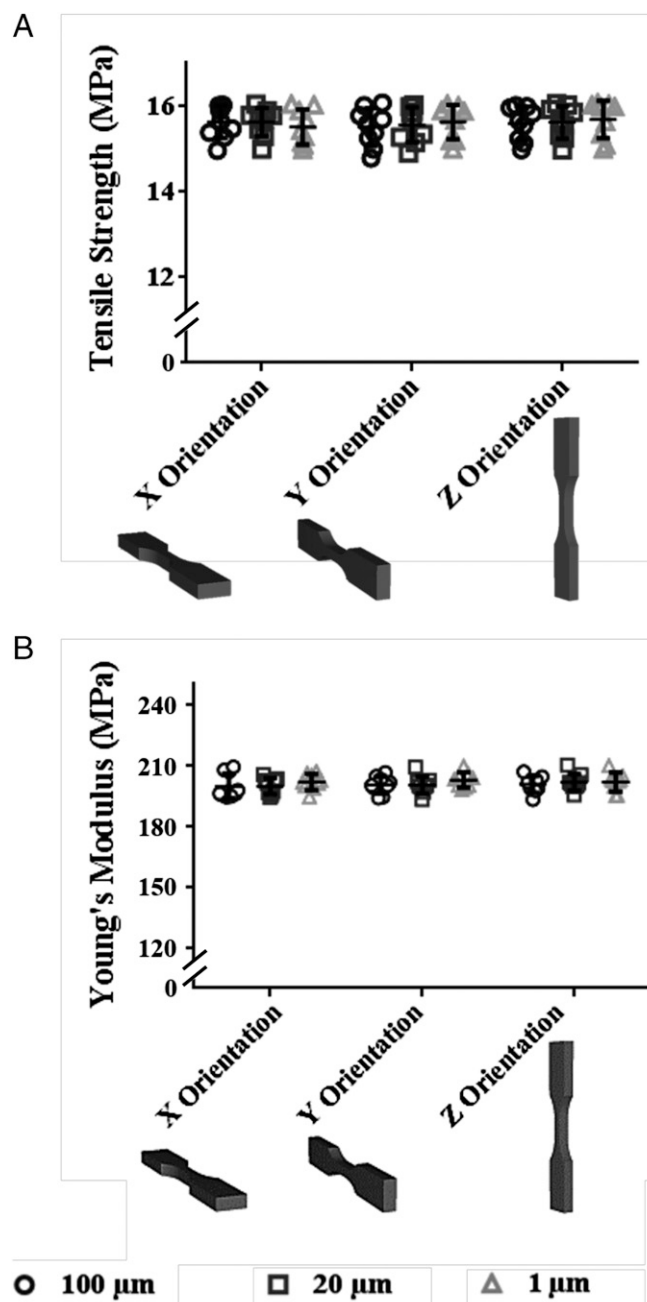 A
Tensile Strength (MPa)
16
14
12
0
X Orientation
Y Orientation
Z Orientation
B
Young's Modulus (MPa)
240
210
180
150
120
0
X Orientation
Y Orientation
Z Orientation
100 µm
20 µm
1 µm